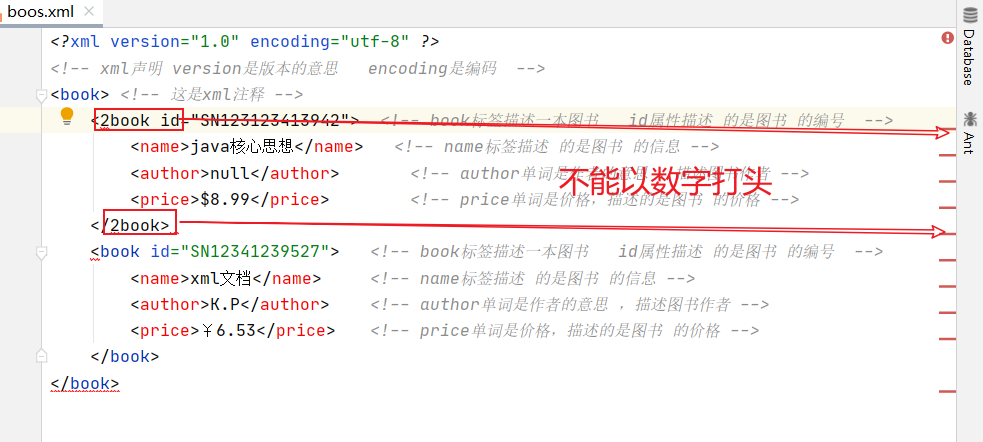 boos.xml
<?xml version="1.0" encoding="utf-8" ?>
<!-- xml声明 version是版本的意思   encoding是编码  -->
<book> <!-- 这是xml注释 -->
<2book id="SN123123413942"> <!-- book标签描述一本图书   id属性描述 的是图书 的编号  -->
<name>java核心思想</name> <!-- name标签描述 的是图书 的信息 -->
<author>null</author> <!-- author单词是作者的意思 ，描述图书作者 -->
不能以数字打头
<price>$8.99</price> <!-- price单词是价格，描述的是图书 的价格 -->
</2book>
<book id="SN12341239527"> <!-- book标签描述一本图书   id属性描述 的是图书 的编号  -->
<name>xml文档</name> <!-- name标签描述 的是图书 的信息 -->
<author>K.P</author> <!-- author单词是作者的意思 ，描述图书作者 -->
<price>￥6.53</price> <!-- price单词是价格，描述的是图书 的价格 -->
</book>
</book>
Database
Ant